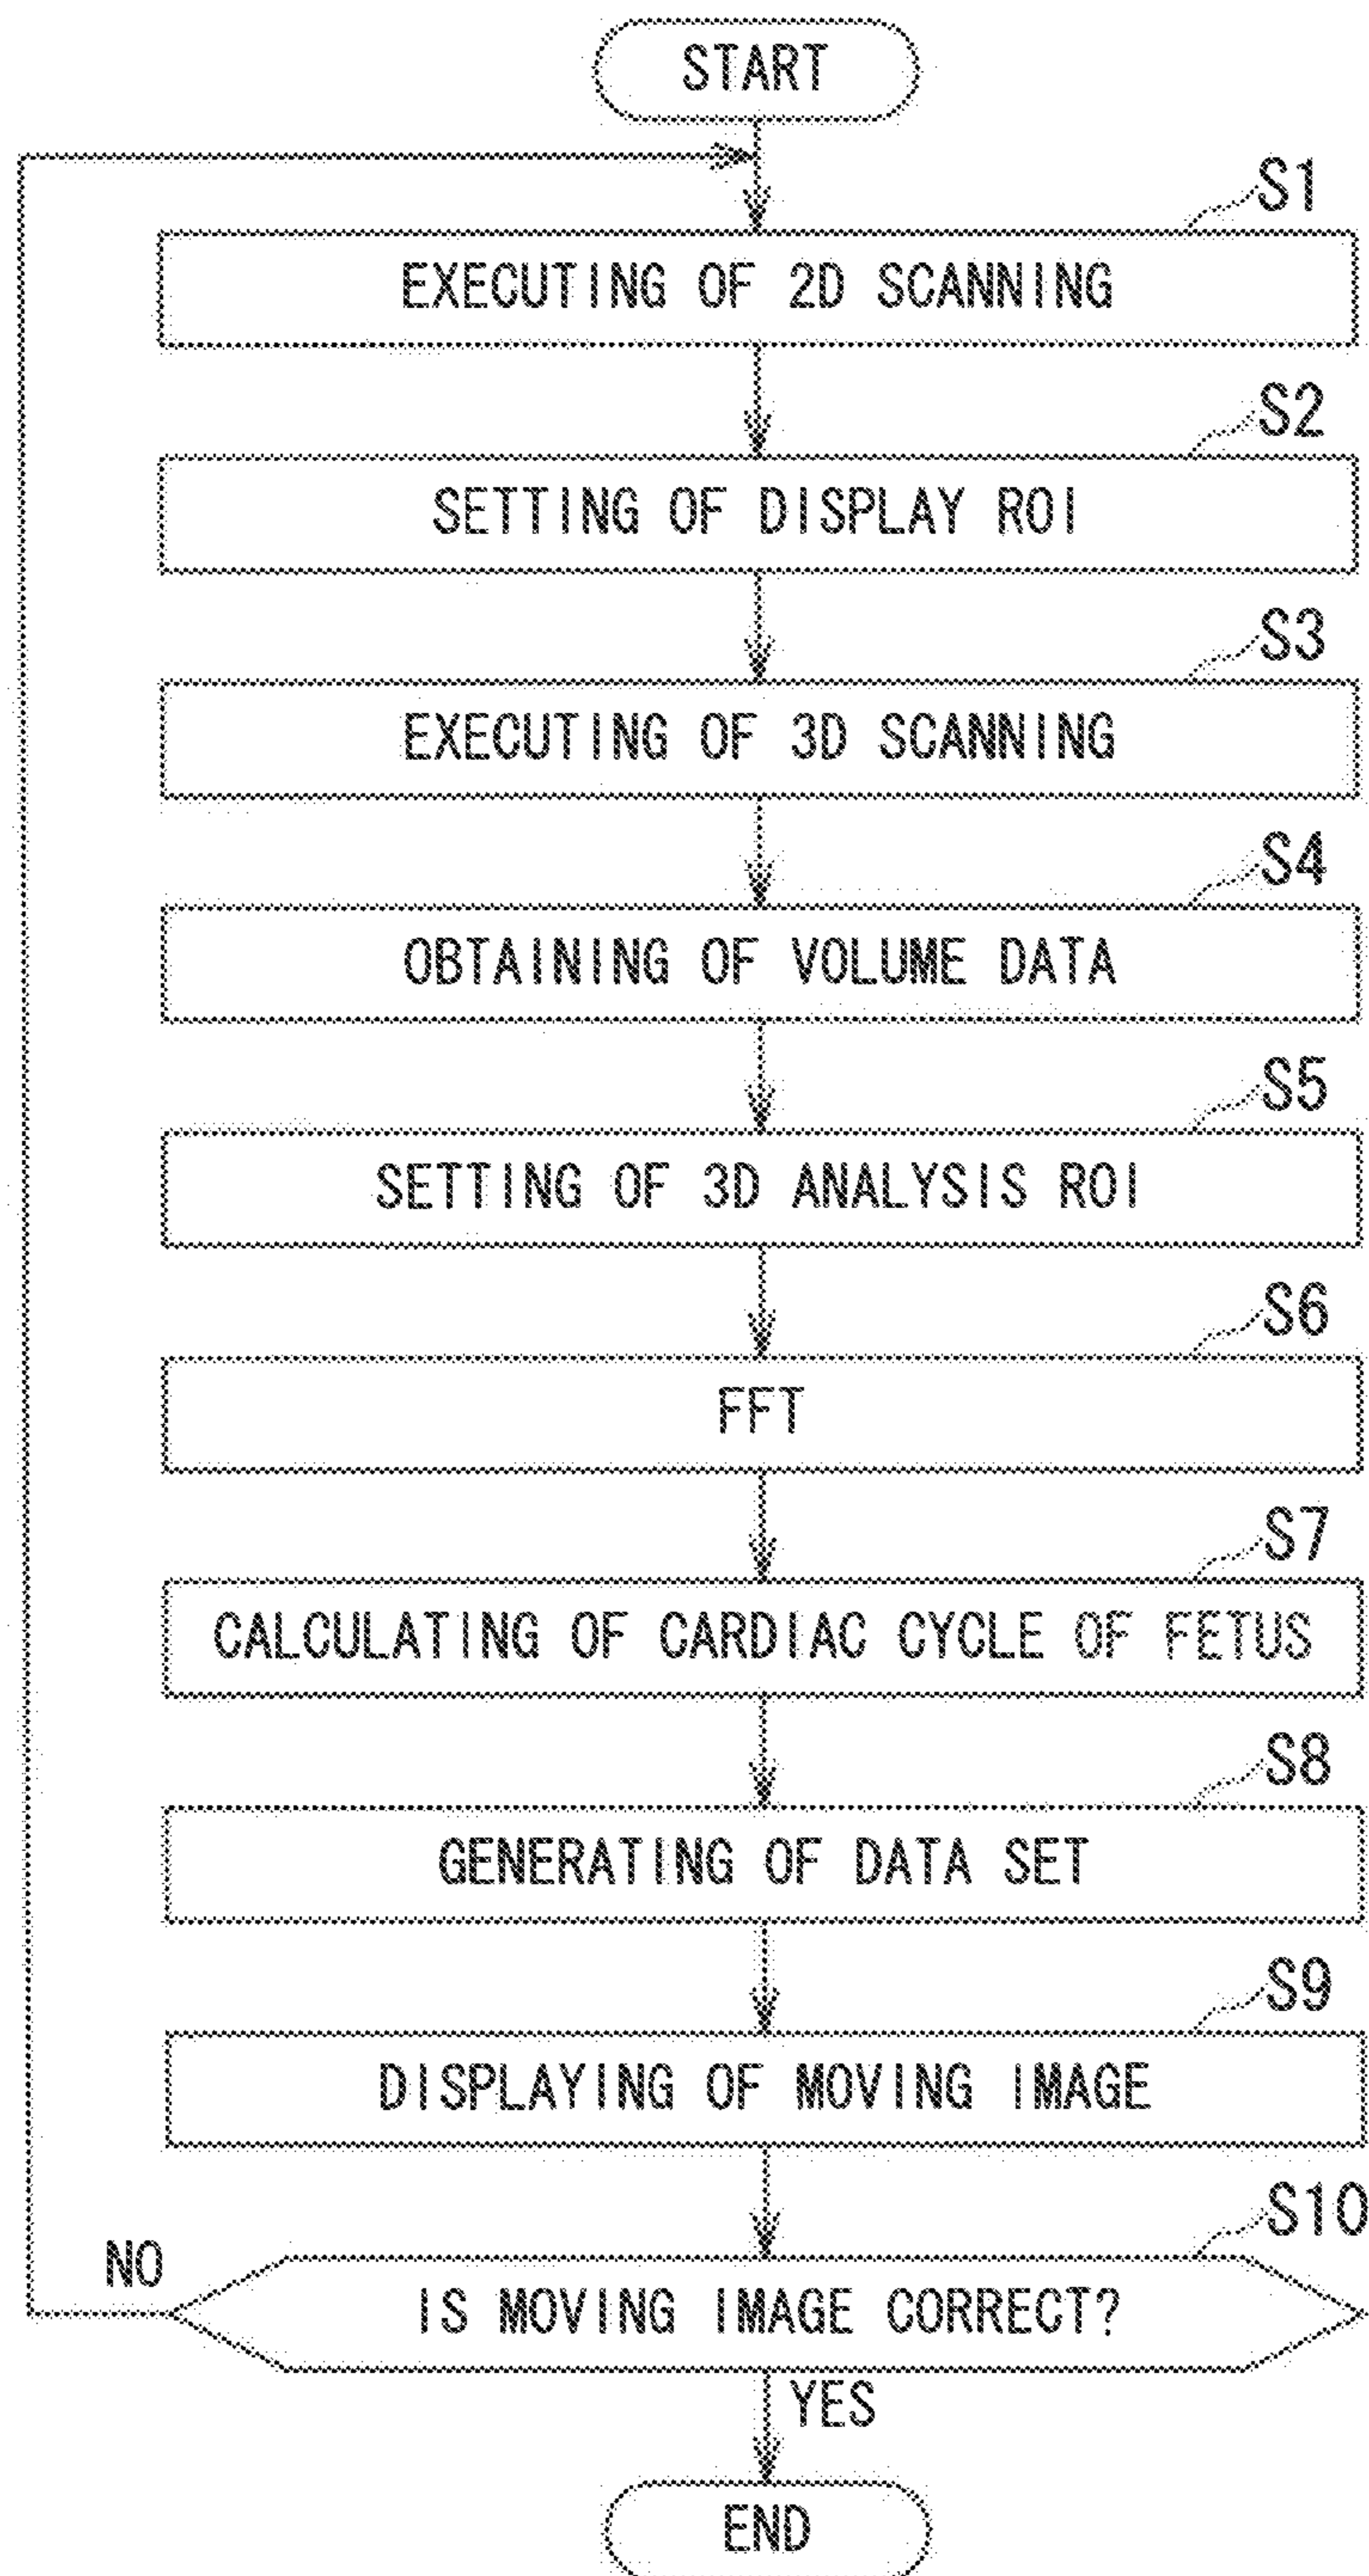 START
S1
EXECUTING OF 2D SCANNING
S2
SETTING OF DISPLAY ROI
S3
EXECUTING OF 3D SCANNING
S4
OBTAINING OF VOLUME DATA
S5
SETTING OF 3D ANALYSIS ROI
S6
FFT
S7
CALCULATING OF CARDIAC CYCLE OF FETUS
S8
GENERATING OF DATA SET
S9
DISPLAYING OF MOVING IMAGE
S10
NO
IS MOVING IMAGE CORRECT?
YES
END